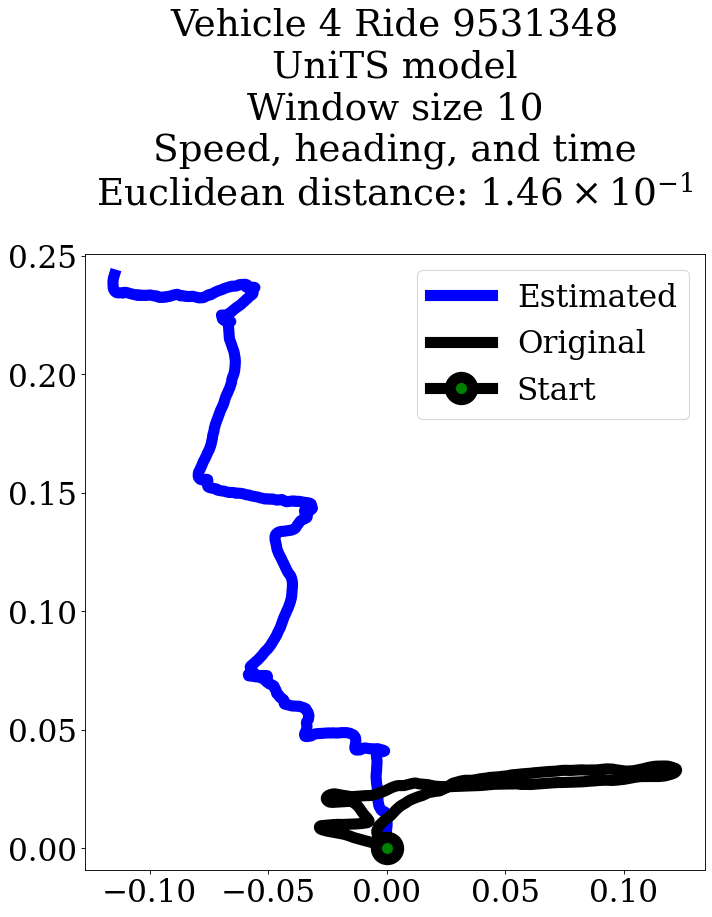 Vehicle 4 Ride 9531348
UniTS model
Window size 10
Speed, heading, and time
Euclidean distance: 1.46 × 10⁻¹
0.25
0.20
0.15
0.10
0.05
0.00
−0.10 −0.05 0.00 0.05 0.10
Estimated
Original
Start